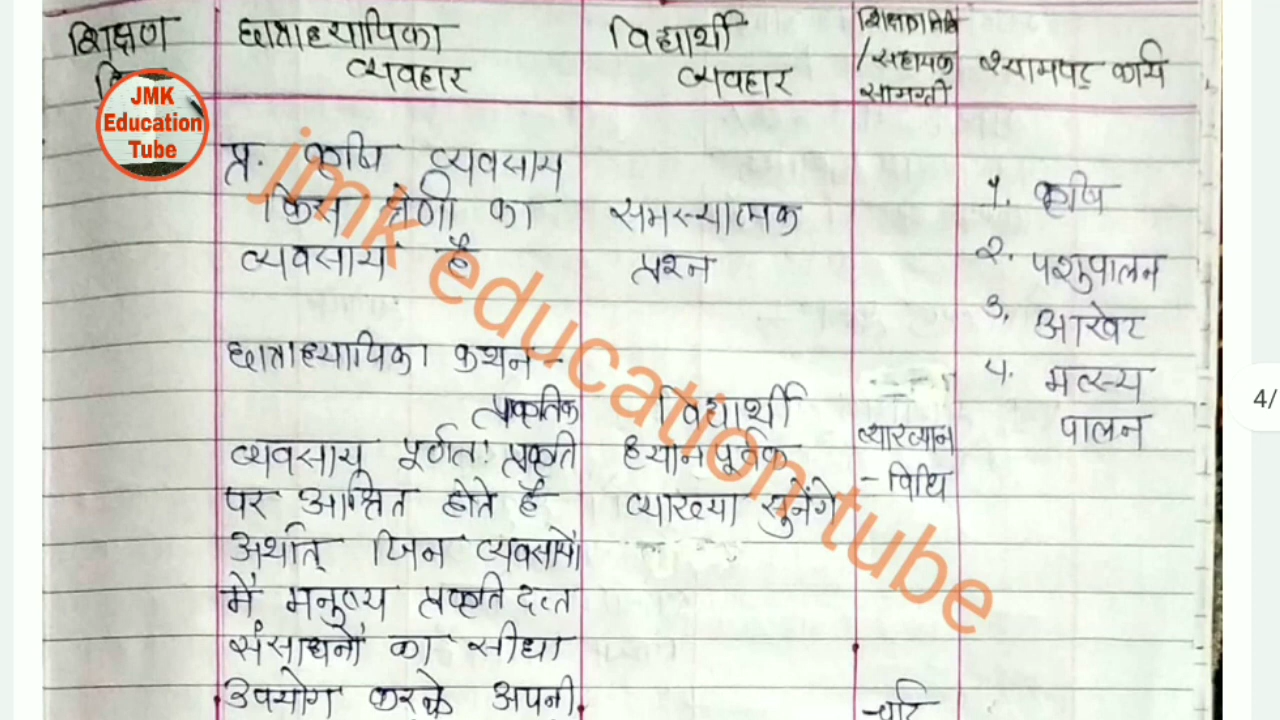 शिक्षण
छात्राध्यापिका
व्यवहार
विद्यार्थी
व्यवहार
/सहायक
सामग्री
श्यामपट्ट कार्य
JMK
Education
Tube
प्र. कृषि व्यवसाय
किस श्रेणी का
व्यवसाय है
समस्यात्मक
प्रश्न
1. कृषि
2. पशुपालन
3. आखेट
4. मत्स्य
पालन
छात्राध्यापिका कथन -
प्राकृतिक
व्यवसाय पूर्णतः प्रकृति
पर आश्रित होते हैं
अर्थात् जिन व्यवसायों
में मनुष्य प्रकृति दत्त
संसाधनों का सीधा
उपयोग करके अपनी
विद्यार्थी
ध्यान पूर्वक
व्याख्या सुनेंगे
व्याख्यान
- विधि
jmk education tube
4/